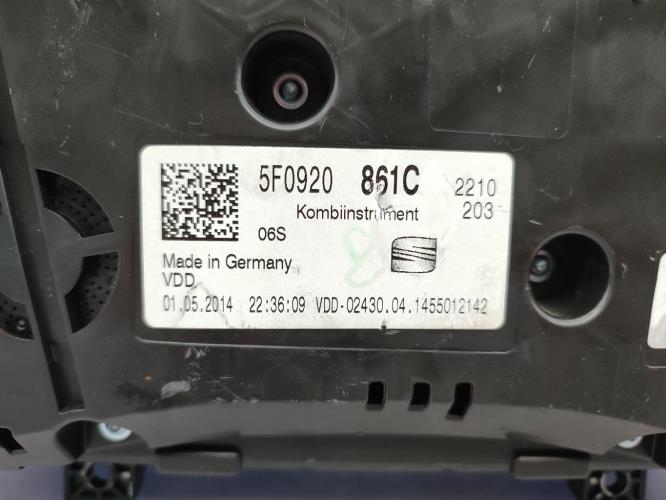 5F0920 861C 2210
Kombiinstrument 203
06S
Made in Germany
VDD
01.05.2014 22:36:09 VDD-02430.04.1455012142